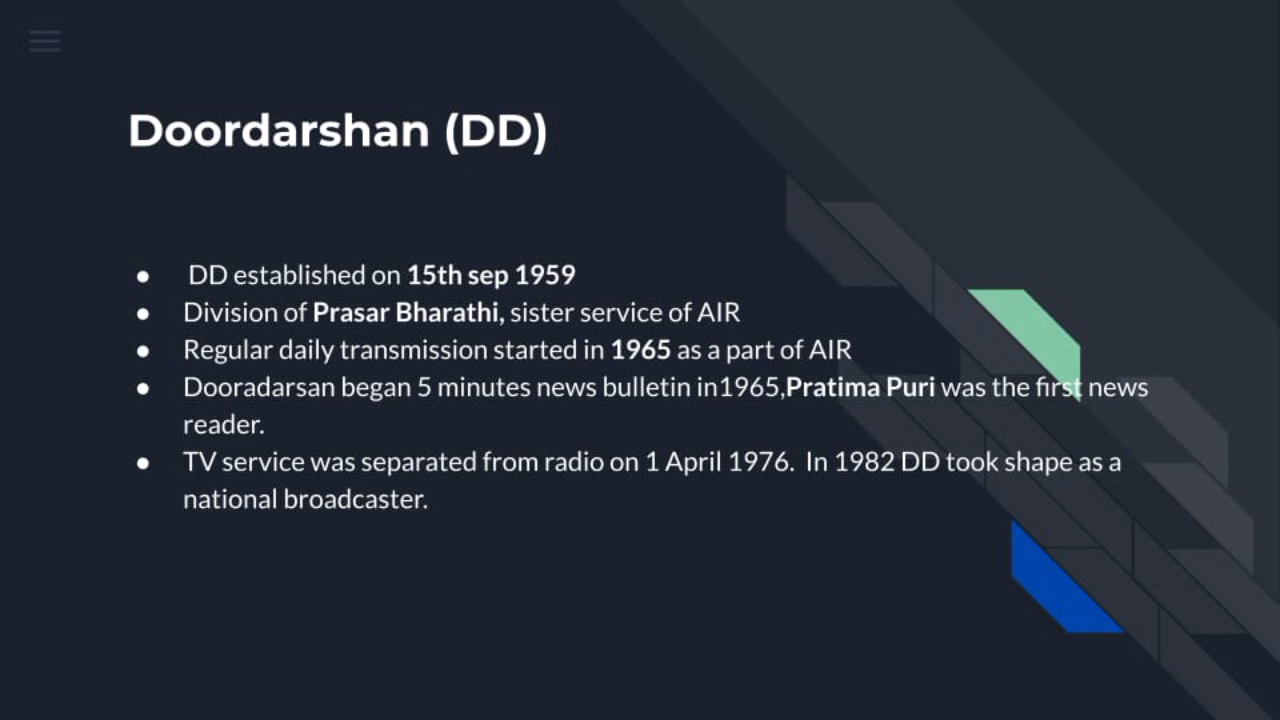 Doordarshan (DD)
● DD established on 15th sep 1959
● Division of Prasar Bharathi, sister service of AIR
● Regular daily transmission started in 1965 as a part of AIR
● Dooradarsan began 5 minutes news bulletin in1965,Pratima Puri was the first news
reader.
● TV service was separated from radio on 1 April 1976. In 1982 DD took shape as a
national broadcaster.